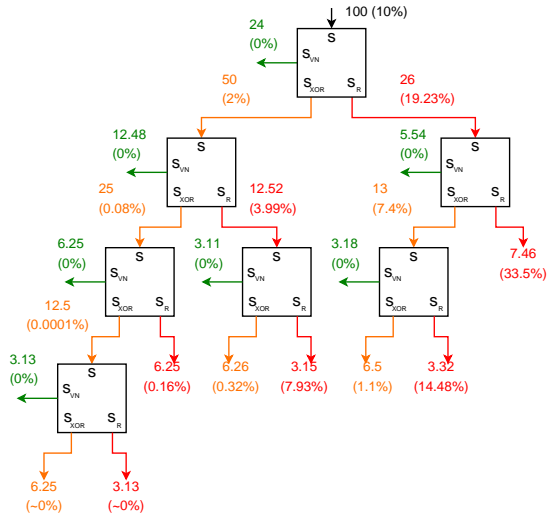 100 (10%)
24
(0%)
S
S_VN
S_XOR S_R
50
(2%)
26
(19.23%)
12.48
(0%)
S
S_VN
S_XOR S_R
5.54
(0%)
S
S_VN
S_XOR S_R
25
(0.08%)
12.52
(3.99%)
13
(7.4%)
7.46
(33.5%)
6.25
(0%)
S
S_VN
S_XOR S_R
3.11
(0%)
S
S_VN
S_XOR S_R
3.18
(0%)
S
S_VN
S_XOR S_R
12.5
(0.0001%)
6.25
(0.16%)
6.26
(0.32%)
3.15
(7.93%)
6.5
(1.1%)
3.32
(14.48%)
3.13
(0%)
S
S_VN
S_XOR S_R
6.25
(~0%)
3.13
(~0%)